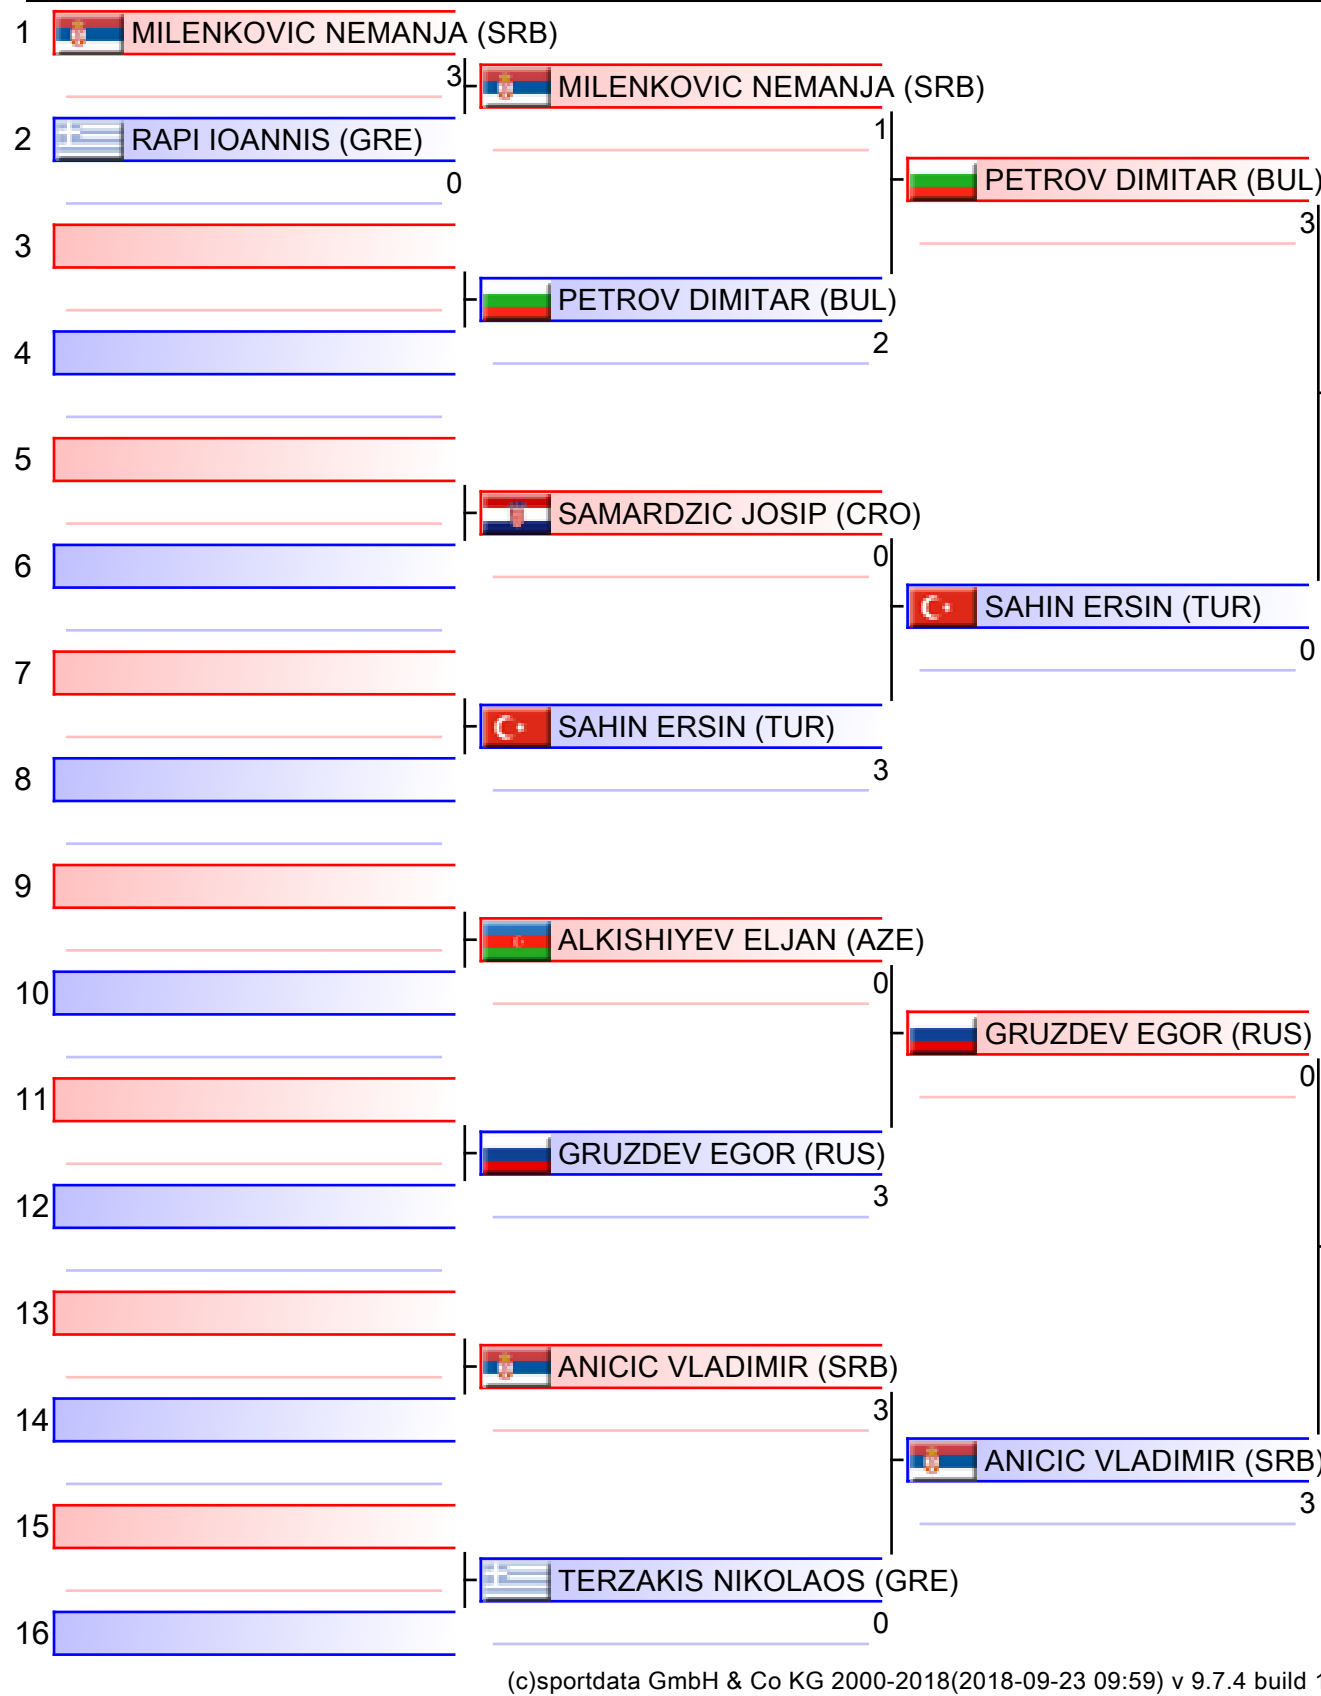 1 MILENKOVIC NEMANJA (SRB)
3 MILENKOVIC NEMANJA (SRB)
1
2 RAPI IOANNIS (GRE)
PETROV DIMITAR (BUL)
0
3
3
PETROV DIMITAR (BUL)
2
4
5
SAMARDZIC JOSIP (CRO)
0
6
SAHIN ERSIN (TUR)
0
7
SAHIN ERSIN (TUR)
3
8
9
ALKISHIYEV ELJAN (AZE)
0
10
GRUZDEV EGOR (RUS)
0
11
GRUZDEV EGOR (RUS)
3
12
13
ANICIC VLADIMIR (SRB)
3
14
ANICIC VLADIMIR (SRB)
3
15
TERZAKIS NIKOLAOS (GRE)
0
16
(c)sportdata GmbH & Co KG 2000-2018(2018-09-23 09:59) v 9.7.4 build